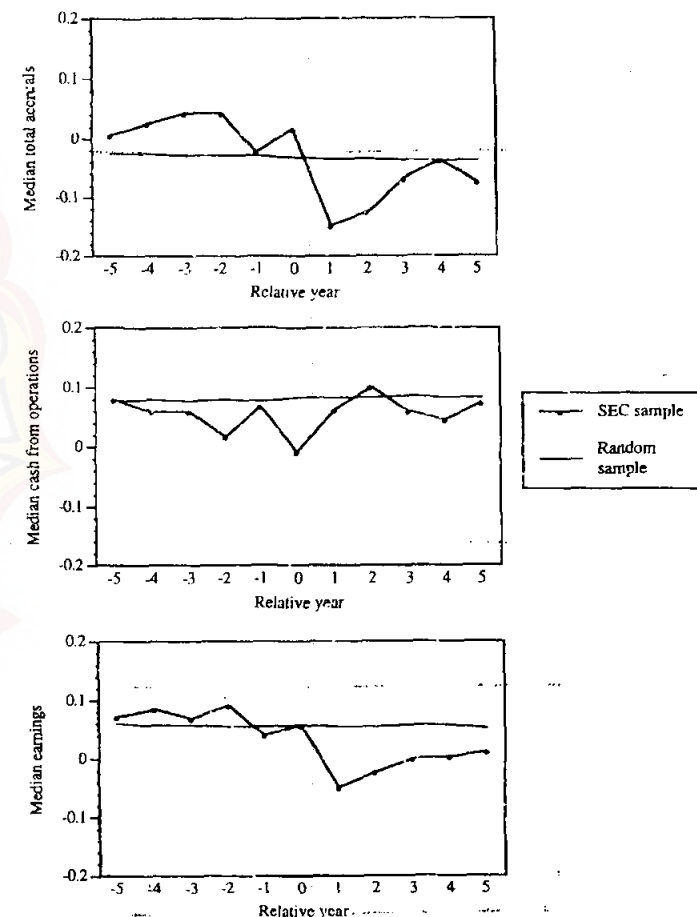 0.2
0.1
0
-0.1
-0.2
Median total accruals
-5 -4 -3 -2 -1 0 1 2 3 4 5
Relative year
0.2
0.1
0
-0.1
-0.2
Median cash from operations
-5 -4 -3 -2 -1 0 1 2 3 4 5
Relative year
SEC sample
Random
sample
0.2
0.1
0
-0.1
-0.2
Median earnings
-5 -4 -3 -2 -1 0 1 2 3 4 5
Relative year